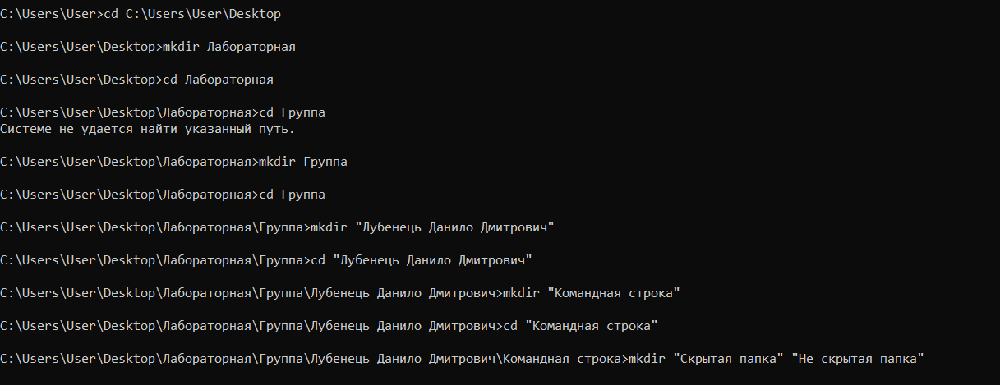 C:\Users\User>cd C:\Users\User\Desktop
C:\Users\User\Desktop>mkdir Лабораторная
C:\Users\User\Desktop>cd Лабораторная
C:\Users\User\Desktop\Лабораторная>cd Группа
Системе не удается найти указанный путь.
C:\Users\User\Desktop\Лабораторная>mkdir Группа
C:\Users\User\Desktop\Лабораторная>cd Группа
C:\Users\User\Desktop\Лабораторная\Группа>mkdir "Лубенець Данило Дмитрович"
C:\Users\User\Desktop\Лабораторная\Группа>cd "Лубенець Данило Дмитрович"
C:\Users\User\Desktop\Лабораторная\Группа\Лубенець Данило Дмитрович>mkdir "Командная строка"
C:\Users\User\Desktop\Лабораторная\Группа\Лубенець Данило Дмитрович>cd "Командная строка"
C:\Users\User\Desktop\Лабораторная\Группа\Лубенець Данило Дмитрович\Командная строка>mkdir "Скрытая папка" "Не скрытая папка"